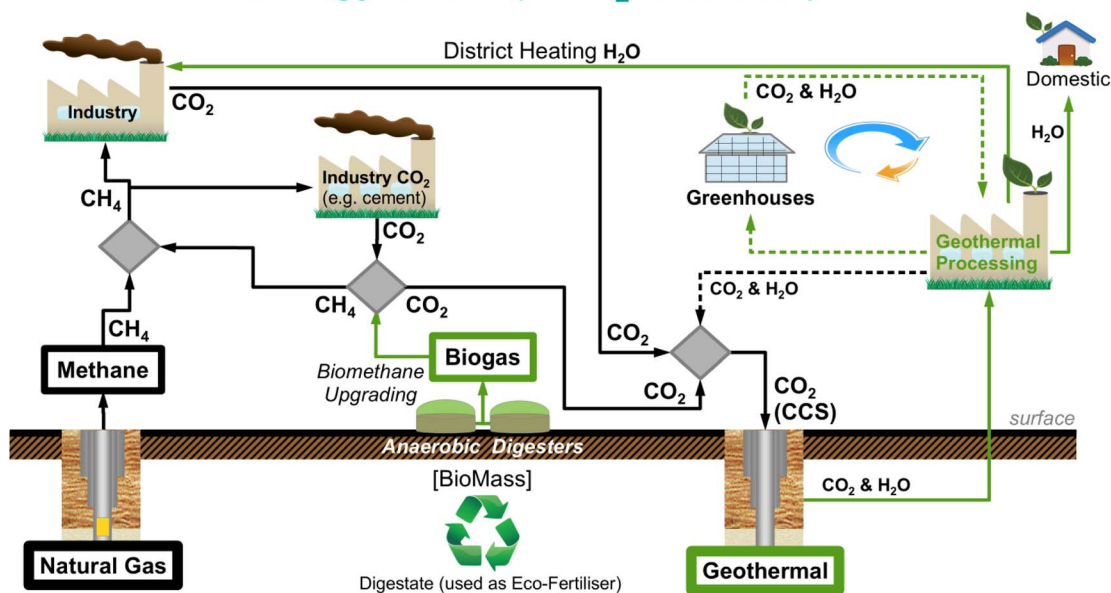 District Heating H₂O
Domestic
Industry
CO₂
CO₂ & H₂O
H₂O
Industry CO₂
(e.g. cement)
Greenhouses
CH₄
CO₂
Geothermal
Processing
CH₄
CO₂
CO₂ & H₂O
CH₄
CO₂
Methane
Biomethane
Upgrading
Biogas
CO₂
CO₂
(CCS)
surface
Anaerobic Digesters
[BioMass]
CO₂ & H₂O
Natural Gas
Digestate (used as Eco-Fertiliser)
Geothermal